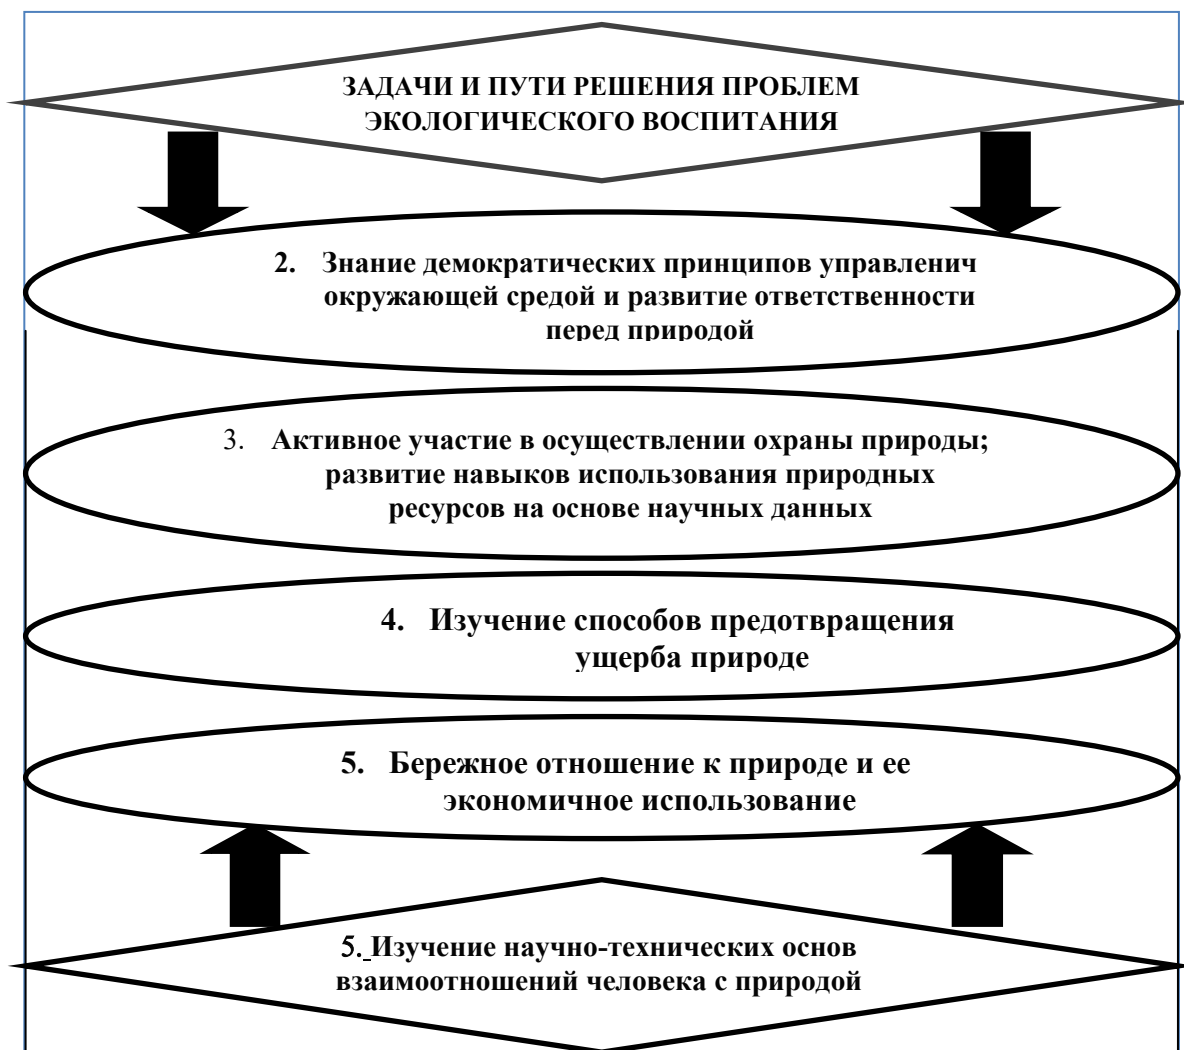 ЗАДАЧИ И ПУТИ РЕШЕНИЯ ПРОБЛЕМ
ЭКОЛОГИЧЕСКОГО ВОСПИТАНИЯ
2. Знание демократических принципов управленич
окружающей средой и развитие ответственности
перед природой
3. Активное участие в осуществлении охраны природы;
развитие навыков использования природных
ресурсов на основе научных данных
4. Изучение способов предотвращения
ущерба природе
5. Бережное отношение к природе и ее
экономичное использование
5. Изучение научно-технических основ
взаимоотношений человека с природой